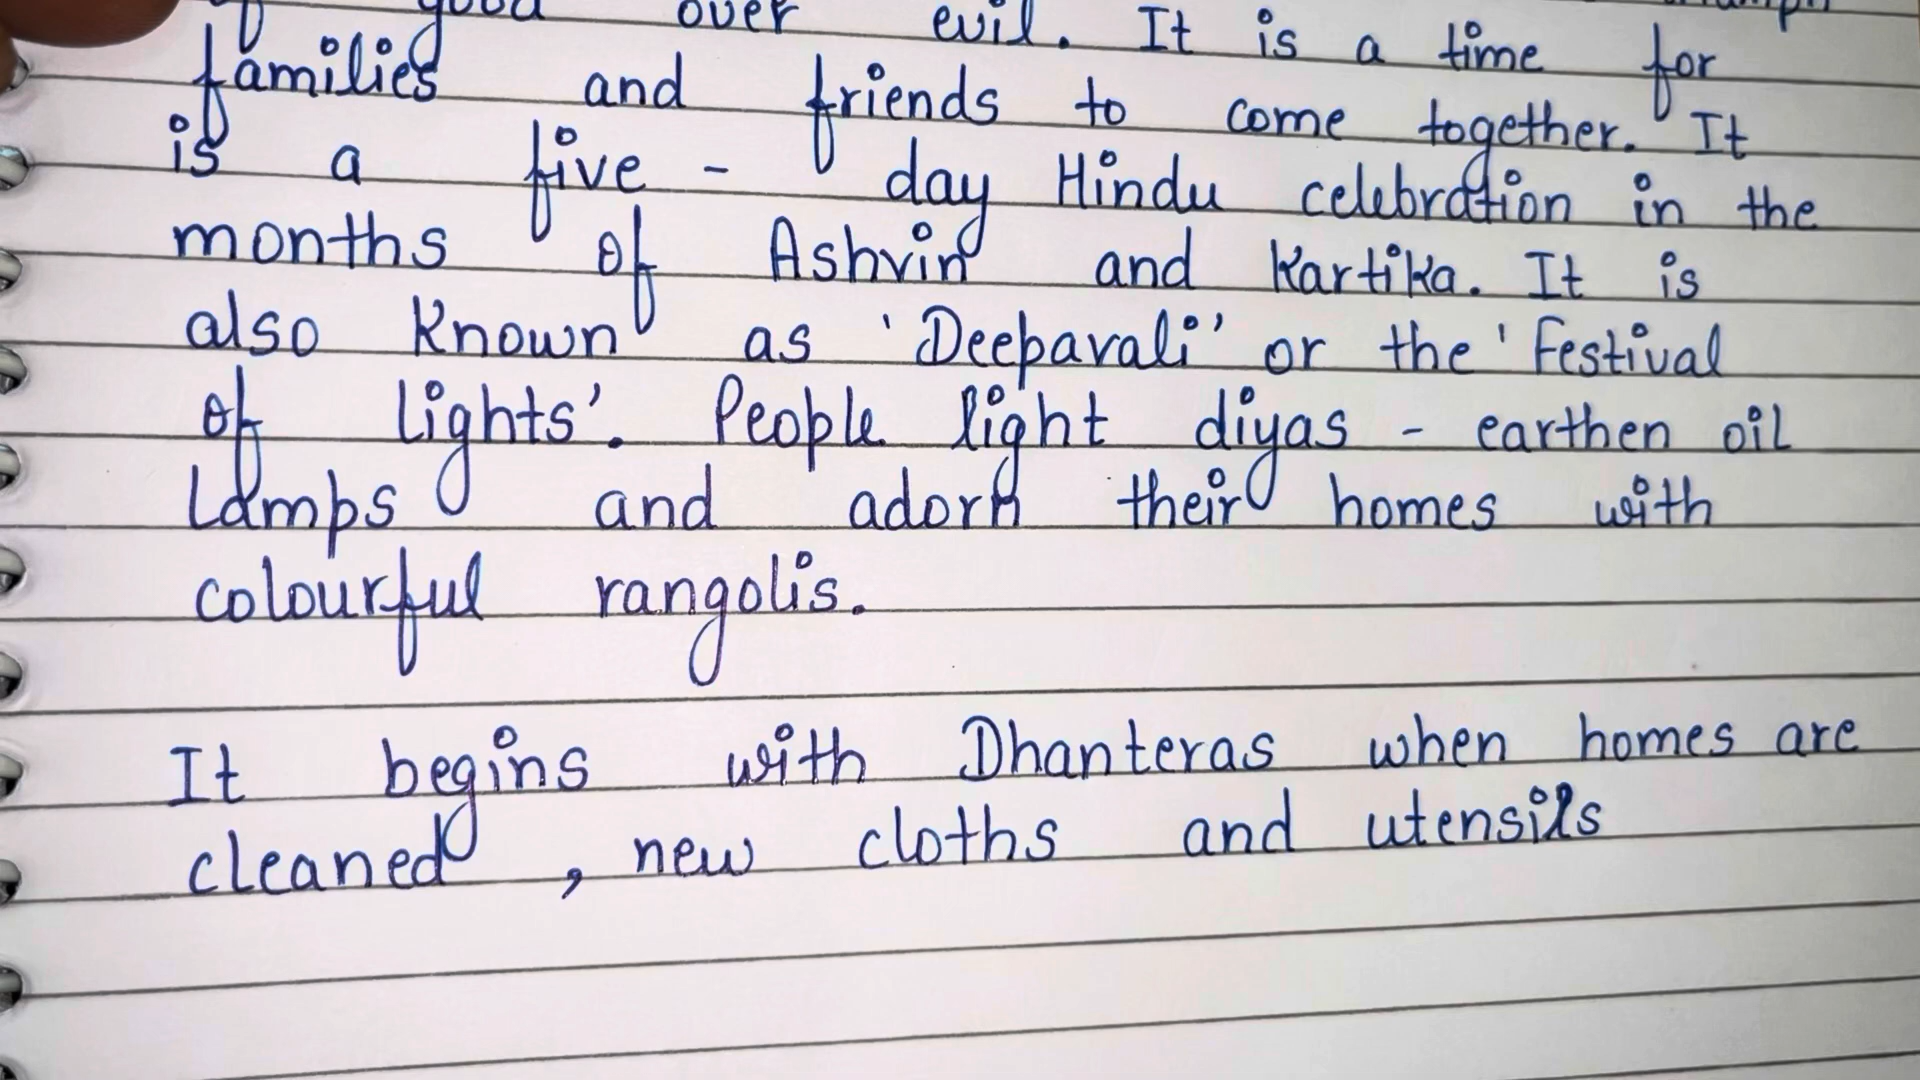 good over evil. It is a time for
families and friends to come together. It
is a five - day Hindu celebration in the
months of Ashvin and Kartika. It is
also known as 'Deepavali' or the 'Festival
of Lights'. People light diyas - earthen oil
Lamps and adorn their homes with
colourful rangolis.
It begins with Dhanteras when homes are
cleaned , new cloths and utensils